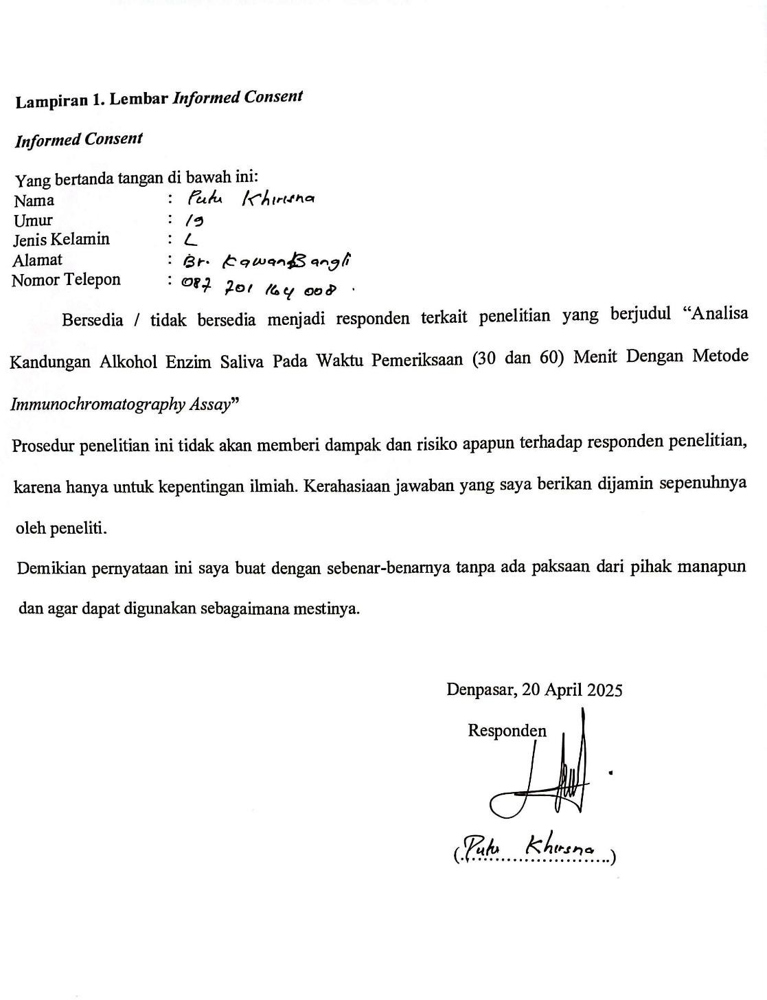 Lampiran 1. Lembar Informed Consent
Informed Consent
Yang bertanda tangan di bawah ini:
Nama : Putu Khirisna
Umur : 19
Jenis Kelamin : L
Alamat : Br. Kawan Bangli
Nomor Telepon : 087 701 164 008 .
Bersedia / tidak bersedia menjadi responden terkait penelitian yang berjudul “Analisa
Kandungan Alkohol Enzim Saliva Pada Waktu Pemeriksaan (30 dan 60) Menit Dengan Metode
Immunochromatography Assay”
Prosedur penelitian ini tidak akan memberi dampak dan risiko apapun terhadap responden penelitian,
karena hanya untuk kepentingan ilmiah. Kerahasiaan jawaban yang saya berikan dijamin sepenuhnya
oleh peneliti.
Demikian pernyataan ini saya buat dengan sebenar-benarnya tanpa ada paksaan dari pihak manapun
dan agar dapat digunakan sebagaimana mestinya.
Denpasar, 20 April 2025
Responden
(Putu Khirsna)